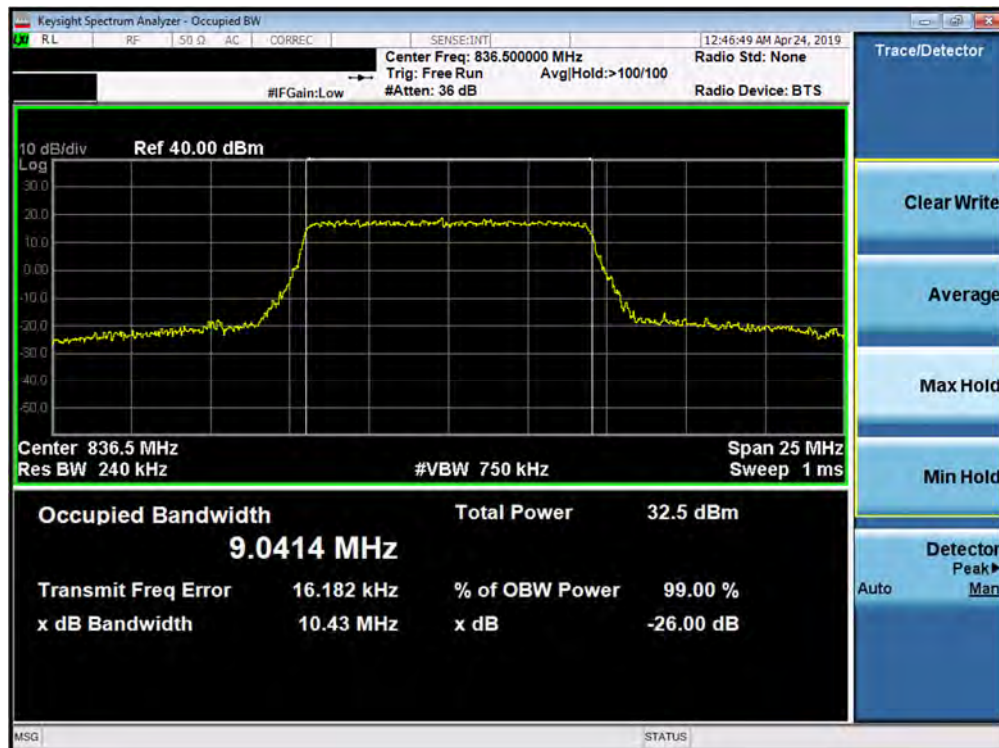 Keysight Spectrum Analyzer - Occupied BW
LXI RL RF 50 Ω AC CORREC SENSE:INT 12:46:49 AM Apr 24, 2019
Center Freq: 836.500000 MHz Radio Std: None
Trig: Free Run Avg|Hold:>100/100
#IFGain:Low #Atten: 36 dB Radio Device: BTS
10 dB/div Ref 40.00 dBm
Log
30.0
20.0
10.0
0.00
-10.0
-20.0
-30.0
-40.0
-50.0
Center 836.5 MHz Span 25 MHz
Res BW 240 kHz #VBW 750 kHz Sweep 1 ms
Occupied Bandwidth Total Power 32.5 dBm
9.0414 MHz
Transmit Freq Error 16.182 kHz % of OBW Power 99.00 %
x dB Bandwidth 10.43 MHz x dB -26.00 dB
MSG STATUS
Trace/Detector
Clear Write
Average
Max Hold
Min Hold
Detector
Peak
Auto Man